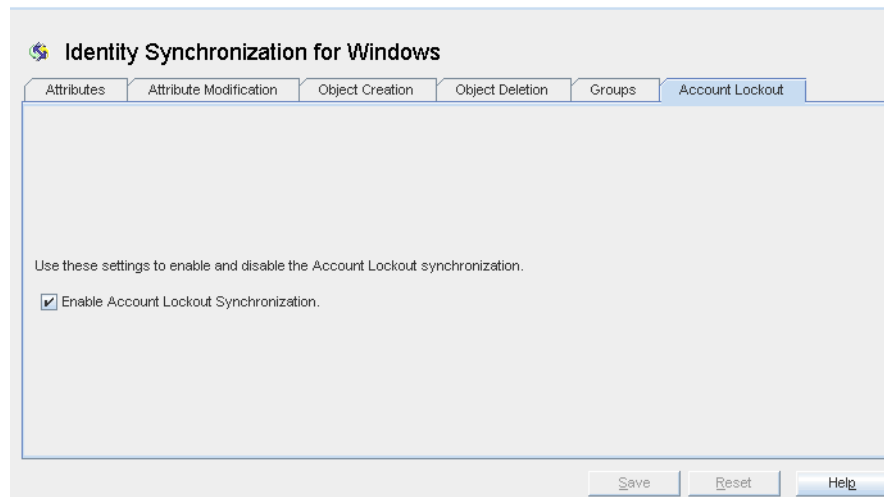 Identity Synchronization for Windows
Attributes Attribute Modification Object Creation Object Deletion Groups Account Lockout
Use these settings to enable and disable the Account Lockout synchronization.
Enable Account Lockout Synchronization.
Save Reset Help